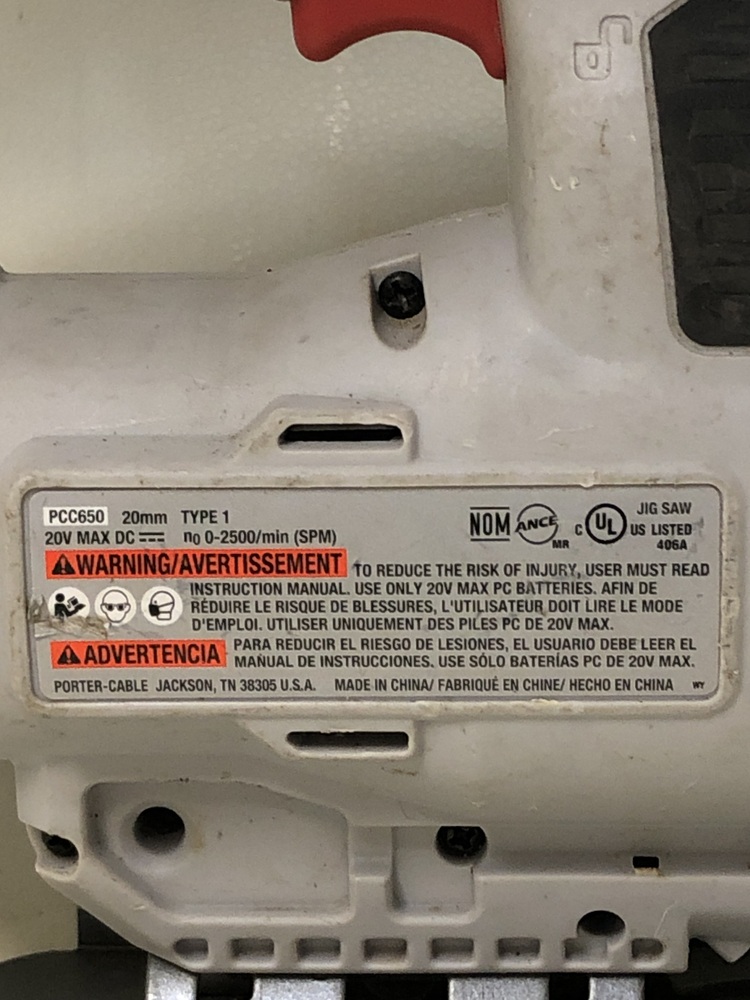 PCC650 20mm TYPE 1
20V MAX DC n0 0-2500/min (SPM)
NOM ANCE MR C UL US LISTED
JIG SAW
406A
WARNING/AVERTISSEMENT TO REDUCE THE RISK OF INJURY, USER MUST READ
INSTRUCTION MANUAL. USE ONLY 20V MAX PC BATTERIES. AFIN DE
RÉDUIRE LE RISQUE DE BLESSURES, L'UTILISATEUR DOIT LIRE LE MODE
D'EMPLOI. UTILISER UNIQUEMENT DES PILES PC DE 20V MAX.
ADVERTENCIA PARA REDUCIR EL RIESGO DE LESIONES, EL USUARIO DEBE LEER EL
MAÑUAL DE INSTRUCCIONES. USE SÓLO BATERÍAS PC DE 20V MAX.
PORTER-CABLE JACKSON, TN 38305 U.S.A. MADE IN CHINA/ FABRIQUÉ EN CHINE/ HECHO EN CHINA WY